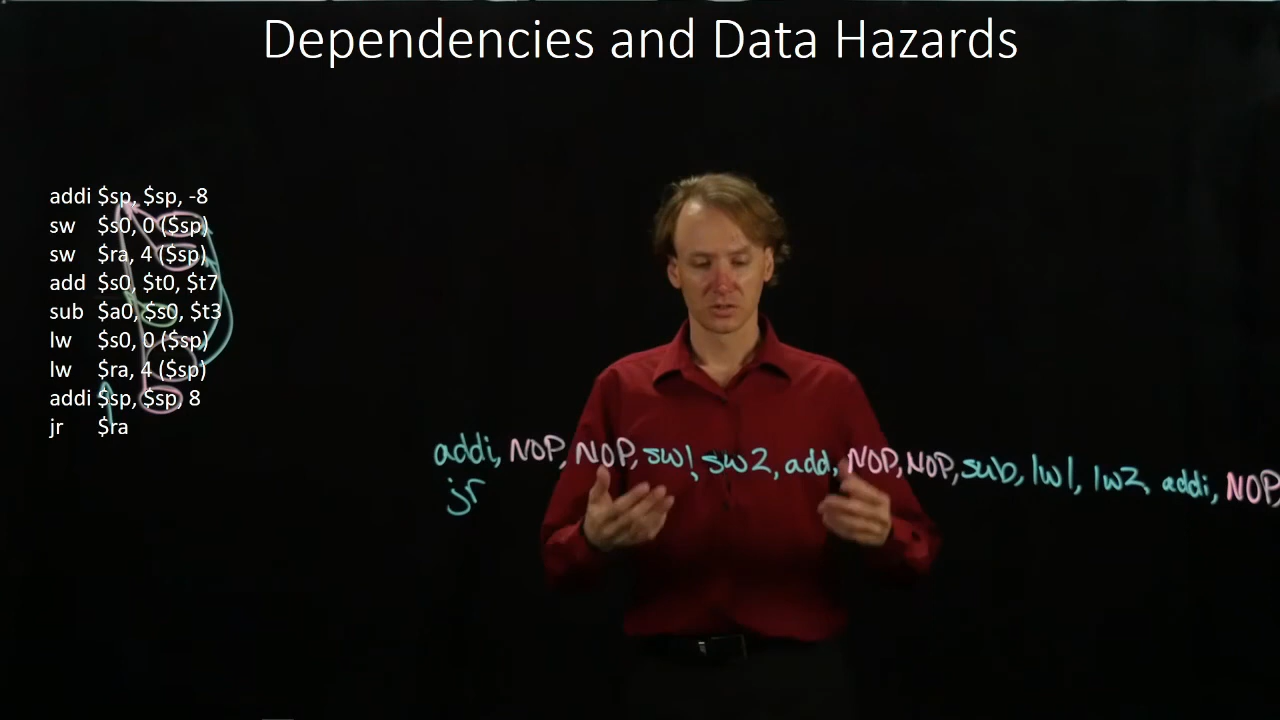 Dependencies and Data Hazards
addi $sp, $sp, -8
sw $s0, 0 ($sp)
sw $ra, 4 ($sp)
add $s0, $t0, $t7
sub $a0, $s0, $t3
lw $s0, 0 ($sp)
lw $ra, 4 ($sp)
addi $sp, $sp, 8
jr $ra
addi, NOP, NOP, sw1, sw2, add, NOP, NOP, sub, lw1, lw2, addi, NOP,
jr